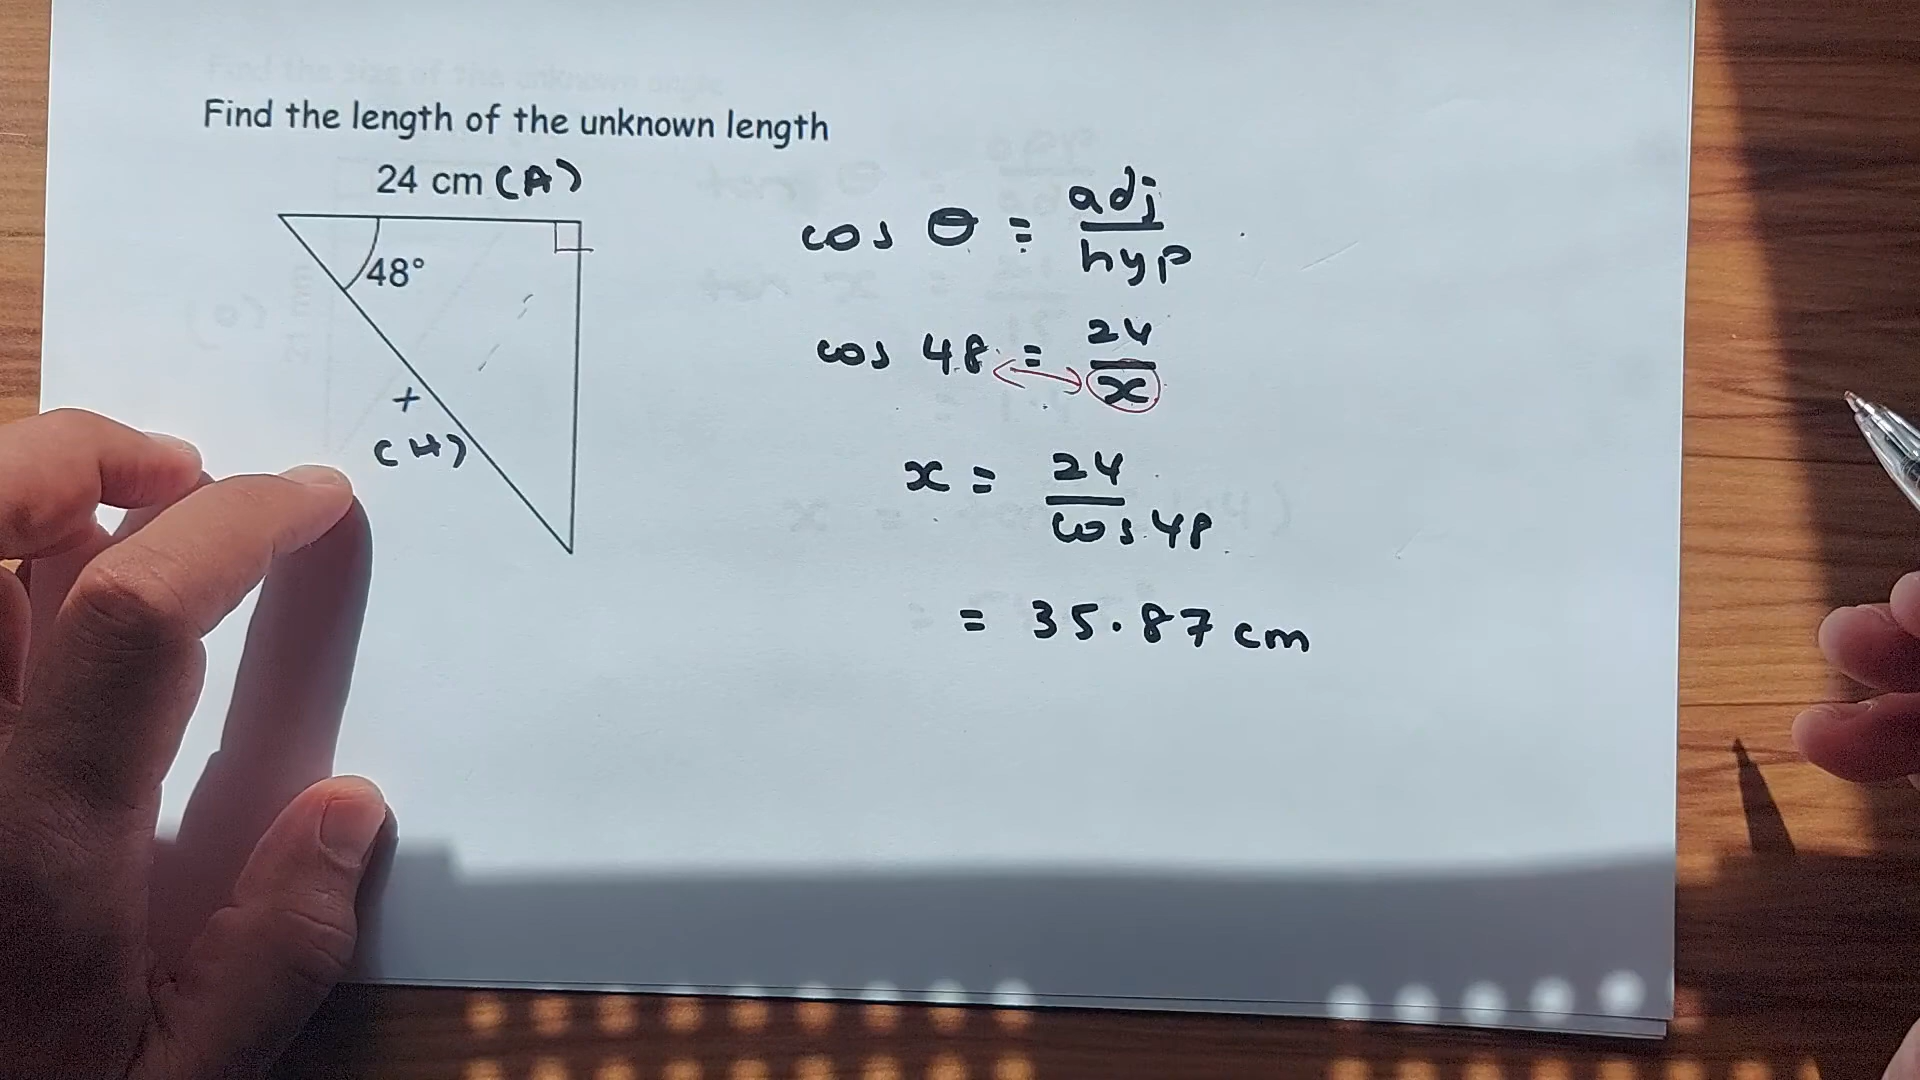 Find the length of the unknown length
24 cm (A)
48°
x
(H)
cos θ = adj/hyp
cos 48 = 24/x
x = 24/cos 48
= 35.87 cm